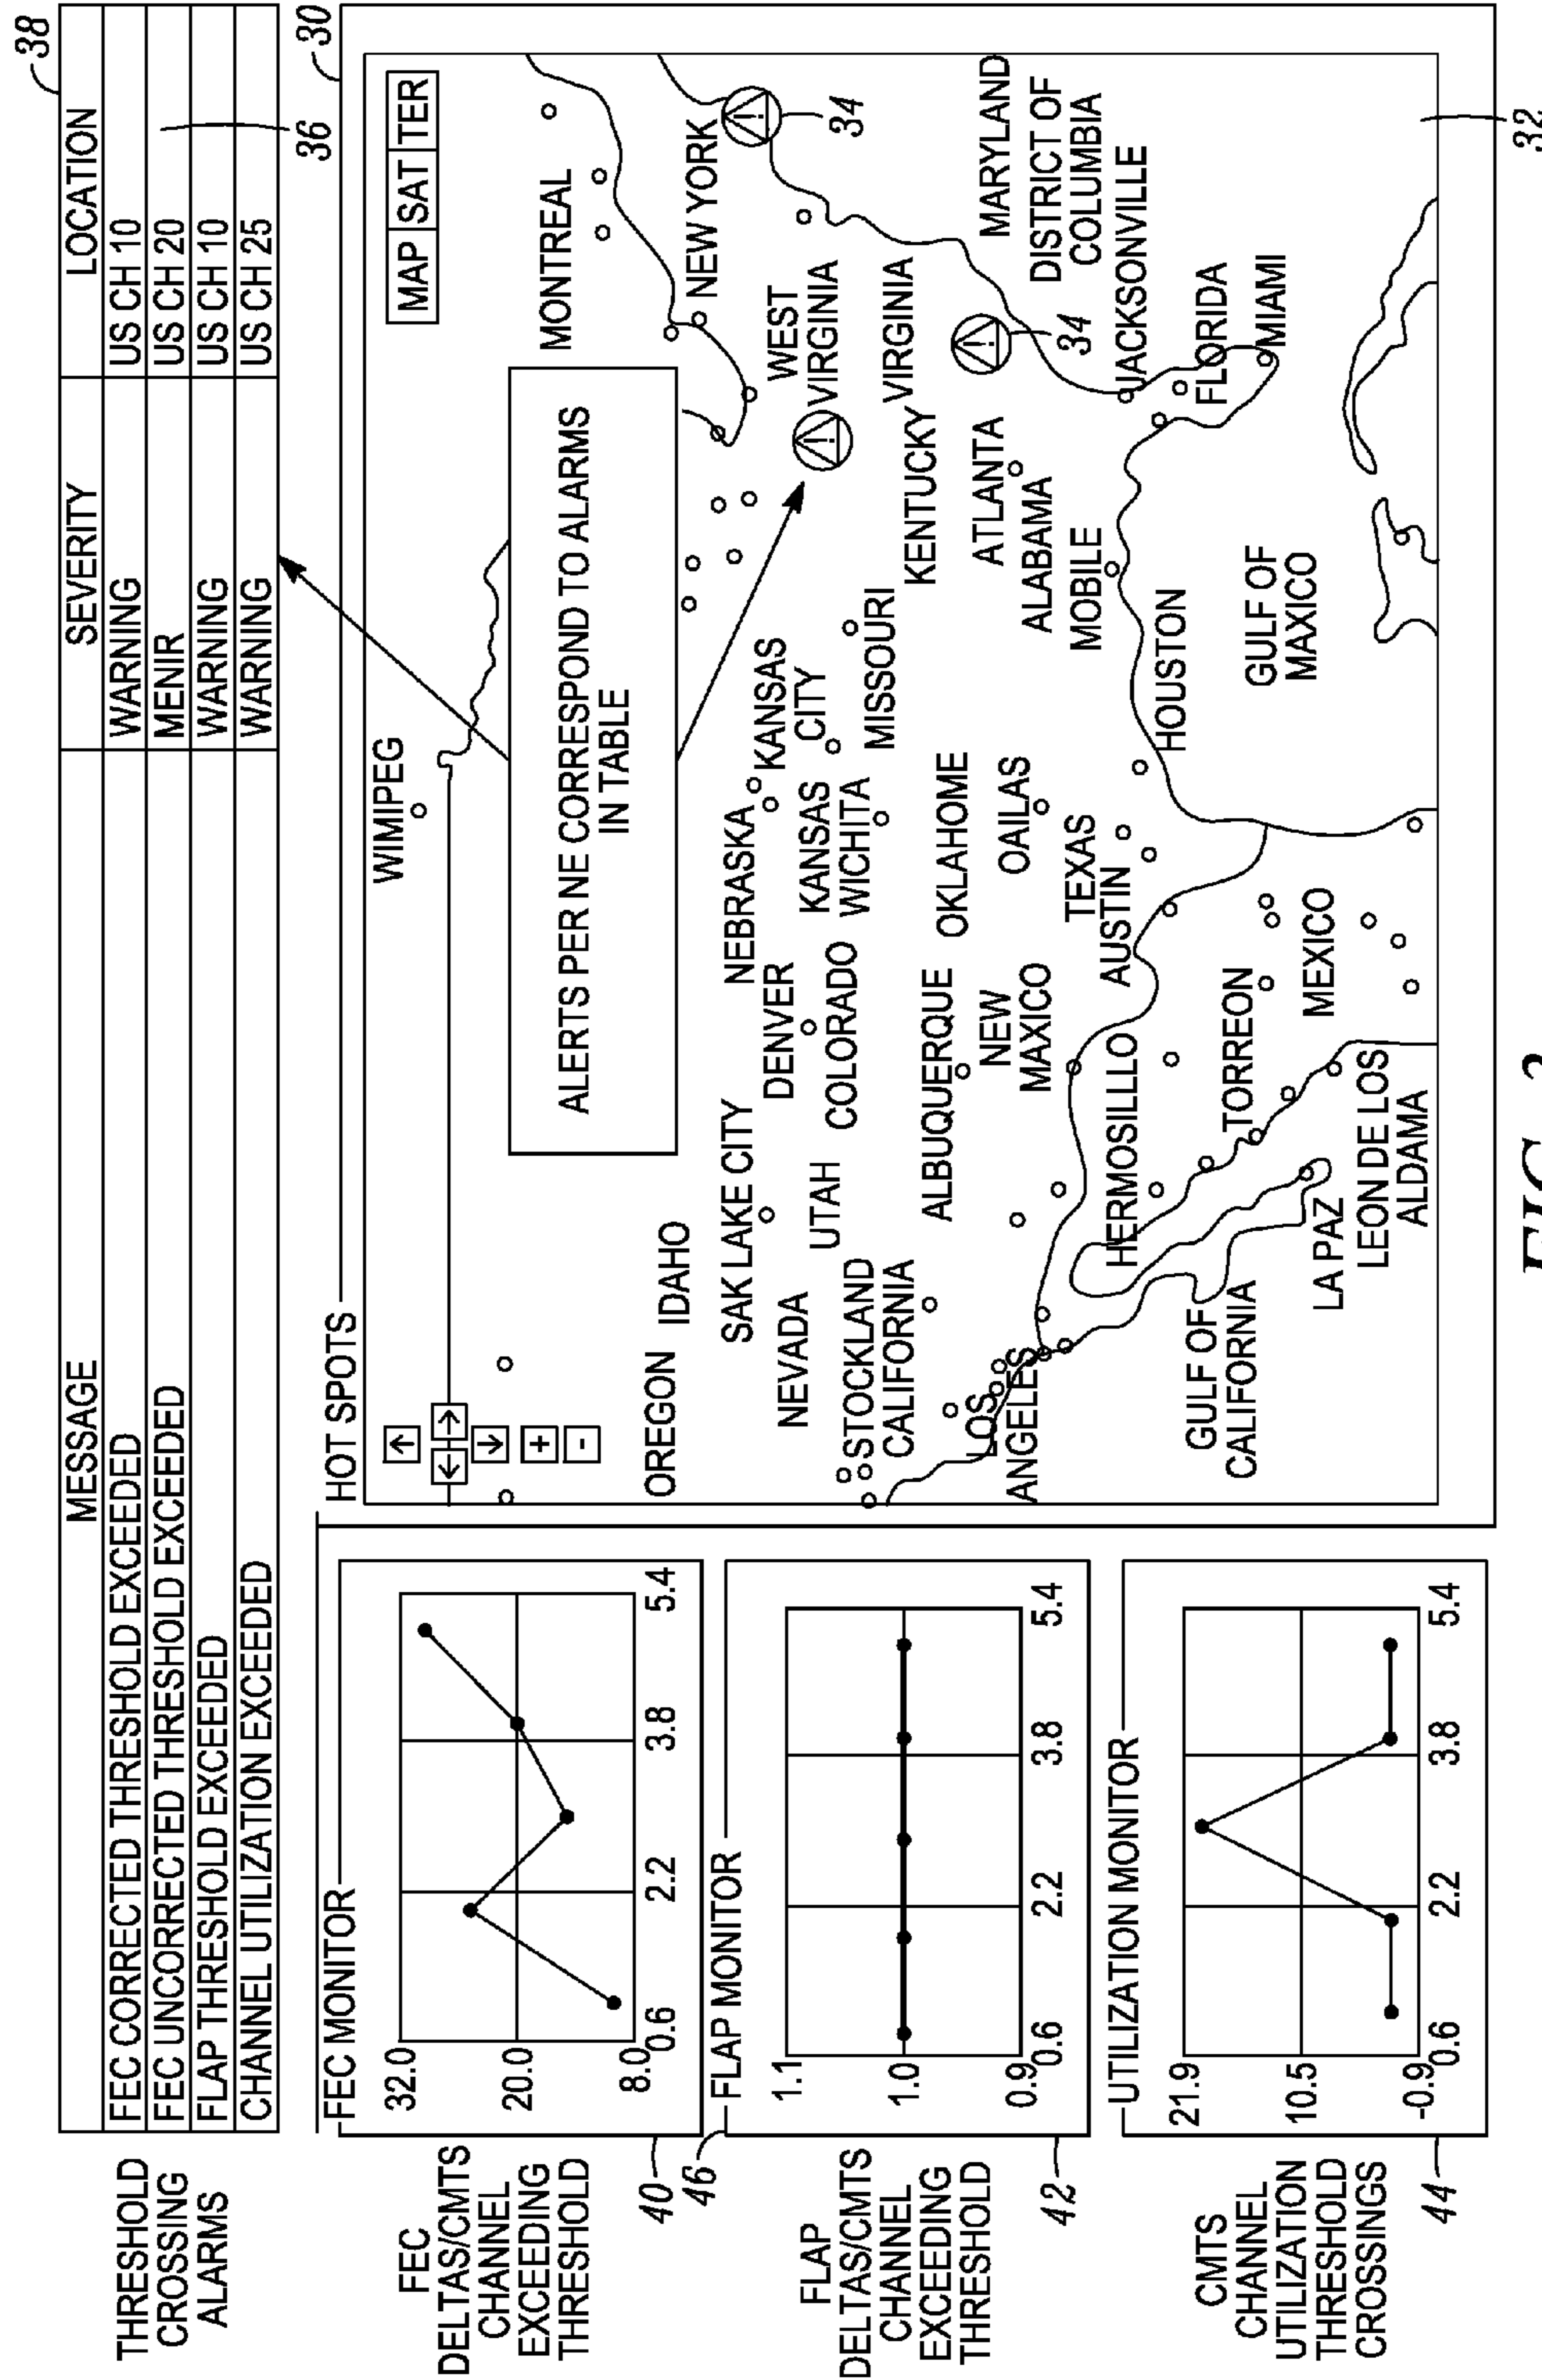 38
MESSAGE SEVERITY LOCATION
FEC CORRECTED THRESHOLD EXCEEDED WARNING US CH 10
FEC UNCORRECTED THRESHOLD EXCEEDED MENIR US CH 20
FLAP THRESHOLD EXCEEDED WARNING US CH 10
CHANNEL UTILIZATION EXCEEDED WARNING US CH 25
36
THRESHOLD
CROSSING
ALARMS
FEC
DELTAS/CMTS
CHANNEL
EXCEEDING
THRESHOLD
40
FEC MONITOR
32.0
20.0
8.0
0.6 2.2 3.8 5.4
46
FLAP
DELTAS/CMTS
CHANNEL
EXCEEDING
THRESHOLD
42
FLAP MONITOR
1.1
1.0
0.9
0.6 2.2 3.8 5.4
CMTS
CHANNEL
UTILIZATION
THRESHOLD
CROSSINGS
44
UTILIZATION MONITOR
21.9
10.5
-0.9
0.6 2.2 3.8 5.4
HOT SPOTS
30
MAP SAT TER
+
-
WIMIPEG
MONTREAL
ALERTS PER NE CORRESPOND TO ALARMS
IN TABLE
OREGON
IDAHO
NEW YORK
34
SAK LAKE CITY
NEBRASKA
KANSAS
CITY
WEST
VIRGINIA
NEVADA
UTAH
DENVER
COLORADO
KANSAS
WICHITA
MISSOURI
VIRGINIA
STOCKLAND
CALIFORNIA
KENTUCKY
ALBUQUERQUE
OKLAHOME
ATLANTA
34
MARYLAND
DISTRICT OF
COLUMBIA
LOS
ANGELES
NEW
MAXICO
OAILAS
ALABAMA
TEXAS
AUSTIN
MOBILE
JACKSONVILLE
HERMOSILLLO
HOUSTON
FLORIDA
MIAMI
GULF OF
CALIFORNIA
TORREON
GULF OF
MAXICO
LA PAZ
MEXICO
LEON DE LOS
ALDAMA
32